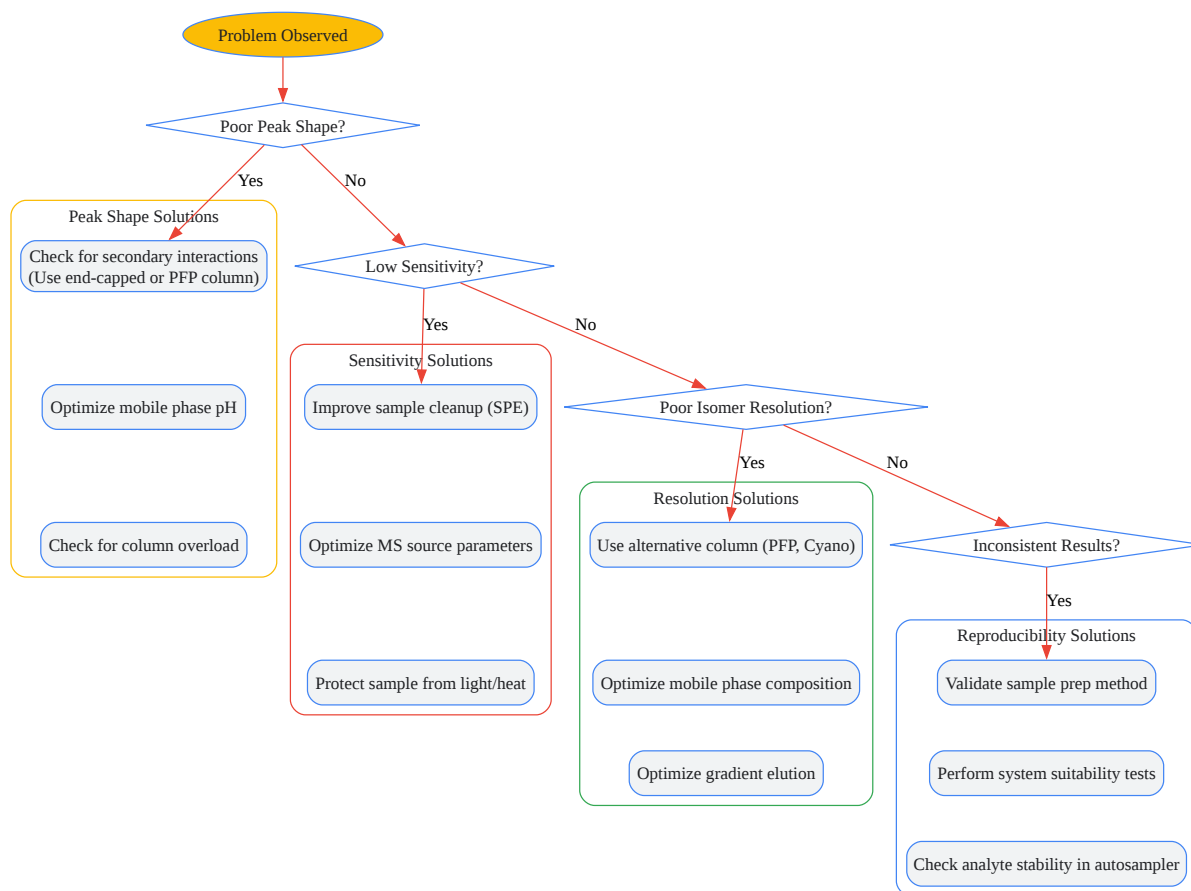 Problem Observed
Poor Peak Shape?
Yes
No
Peak Shape Solutions
Check for secondary interactions
(Use end-capped or PFP column)
Optimize mobile phase pH
Check for column overload
Low Sensitivity?
Yes
No
Sensitivity Solutions
Improve sample cleanup (SPE)
Optimize MS source parameters
Protect sample from light/heat
Poor Isomer Resolution?
Yes
No
Resolution Solutions
Use alternative column (PFP, Cyano)
Optimize mobile phase composition
Optimize gradient elution
Inconsistent Results?
Yes
Reproducibility Solutions
Validate sample prep method
Perform system suitability tests
Check analyte stability in autosampler